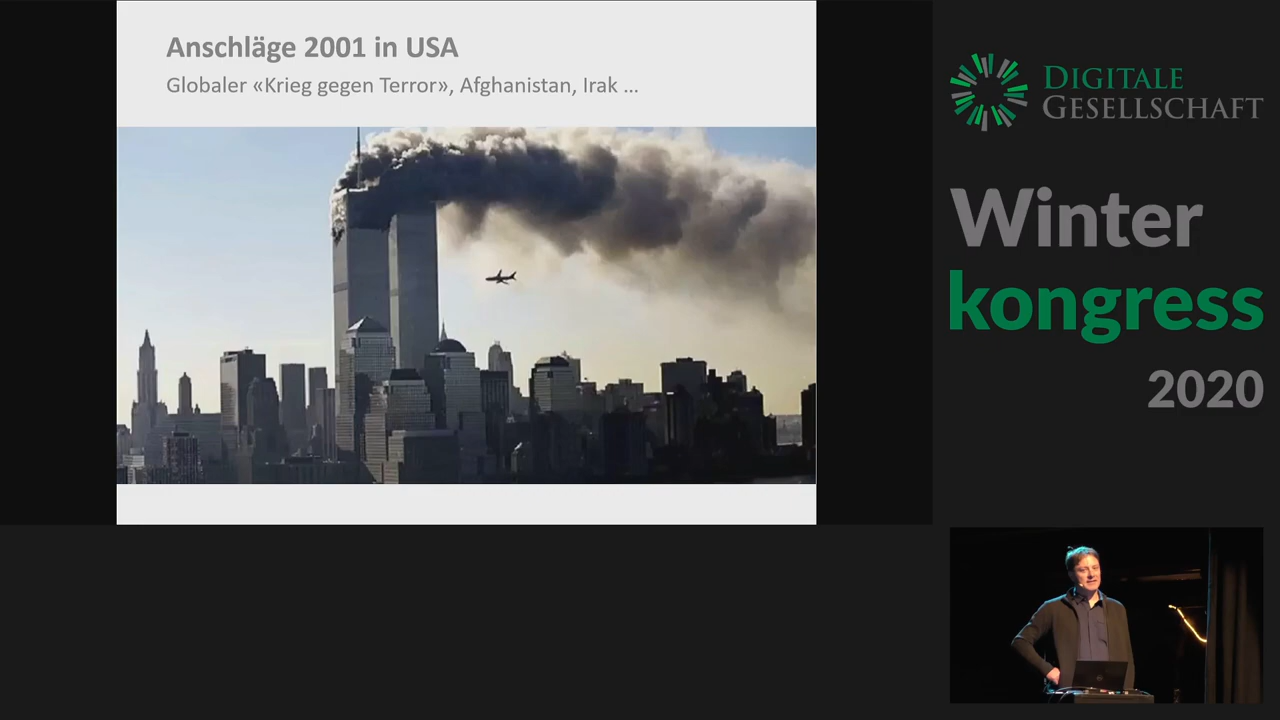 Anschläge 2001 in USA
Globaler «Krieg gegen Terror», Afghanistan, Irak ...
DIGITALE
GESELLSCHAFT
Winter
kongress
2020